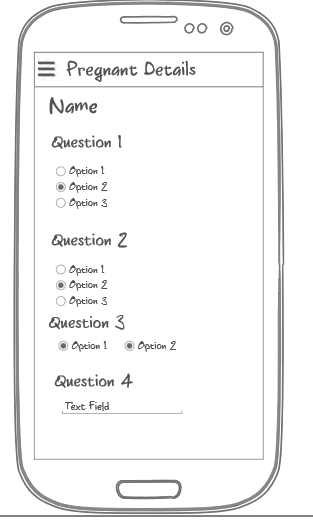 Pregnant Details
Name
Question 1
Option 1
Option 2
Option 3
Question 2
Option 1
Option 2
Option 3
Question 3
Option 1 Option 2
Question 4
Text Field